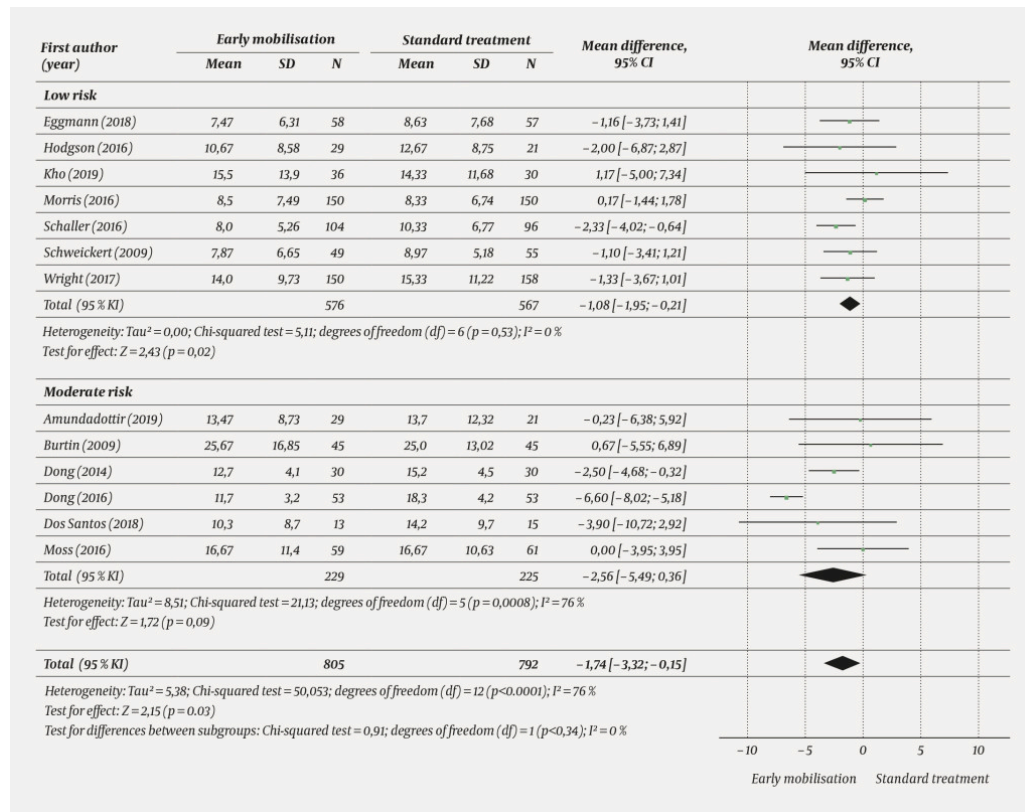 First author (year) Early mobilisation Standard treatment Mean difference, 95% CI Mean difference, 95% CI
Mean SD N Mean SD N
Low risk
Eggmann (2018) 7,47 6,31 58 8,63 7,68 57 −1,16 [−3,73; 1,41]
Hodgson (2016) 10,67 8,58 29 12,67 8,75 21 −2,00 [−6,87; 2,87]
Kho (2019) 15,5 13,9 36 14,33 11,68 30 1,17 [−5,00; 7,34]
Morris (2016) 8,5 7,49 150 8,33 6,74 150 0,17 [−1,44; 1,78]
Schaller (2016) 8,0 5,26 104 10,33 6,77 96 −2,33 [−4,02; −0,64]
Schweickert (2009) 7,87 6,65 49 8,97 5,18 55 −1,10 [−3,41; 1,21]
Wright (2017) 14,0 9,73 150 15,33 11,22 158 −1,33 [−3,67; 1,01]
Total (95 % KI) 576 567 −1,08 [−1,95; −0,21]
Heterogeneity: Tau² = 0,00; Chi-squared test = 5,11; degrees of freedom (df) = 6 (p = 0,53); I² = 0 %
Test for effect: Z = 2,43 (p = 0,02)
Moderate risk
Amundadottir (2019) 13,47 8,73 29 13,7 12,32 21 −0,23 [−6,38; 5,92]
Burtin (2009) 25,67 16,85 45 25,0 13,02 45 0,67 [−5,55; 6,89]
Dong (2014) 12,7 4,1 30 15,2 4,5 30 −2,50 [−4,68; −0,32]
Dong (2016) 11,7 3,2 53 18,3 4,2 53 −6,60 [−8,02; −5,18]
Dos Santos (2018) 10,3 8,7 13 14,2 9,7 15 −3,90 [−10,72; 2,92]
Moss (2016) 16,67 11,4 59 16,67 10,63 61 0,00 [−3,95; 3,95]
Total (95 % KI) 229 225 −2,56 [−5,49; 0,36]
Heterogeneity: Tau² = 8,51; Chi-squared test = 21,13; degrees of freedom (df) = 5 (p = 0,0008); I² = 76 %
Test for effect: Z = 1,72 (p = 0,09)
Total (95 % KI) 805 792 −1,74 [−3,32; −0,15]
Heterogeneity: Tau² = 5,38; Chi-squared test = 50,053; degrees of freedom (df) = 12 (p<0.0001); I² = 76 %
Test for effect: Z = 2,15 (p = 0.03)
Test for differences between subgroups: Chi-squared test = 0,91; degrees of freedom (df) = 1 (p<0,34); I² = 0 %
−10 −5 0 5 10
Early mobilisation Standard treatment